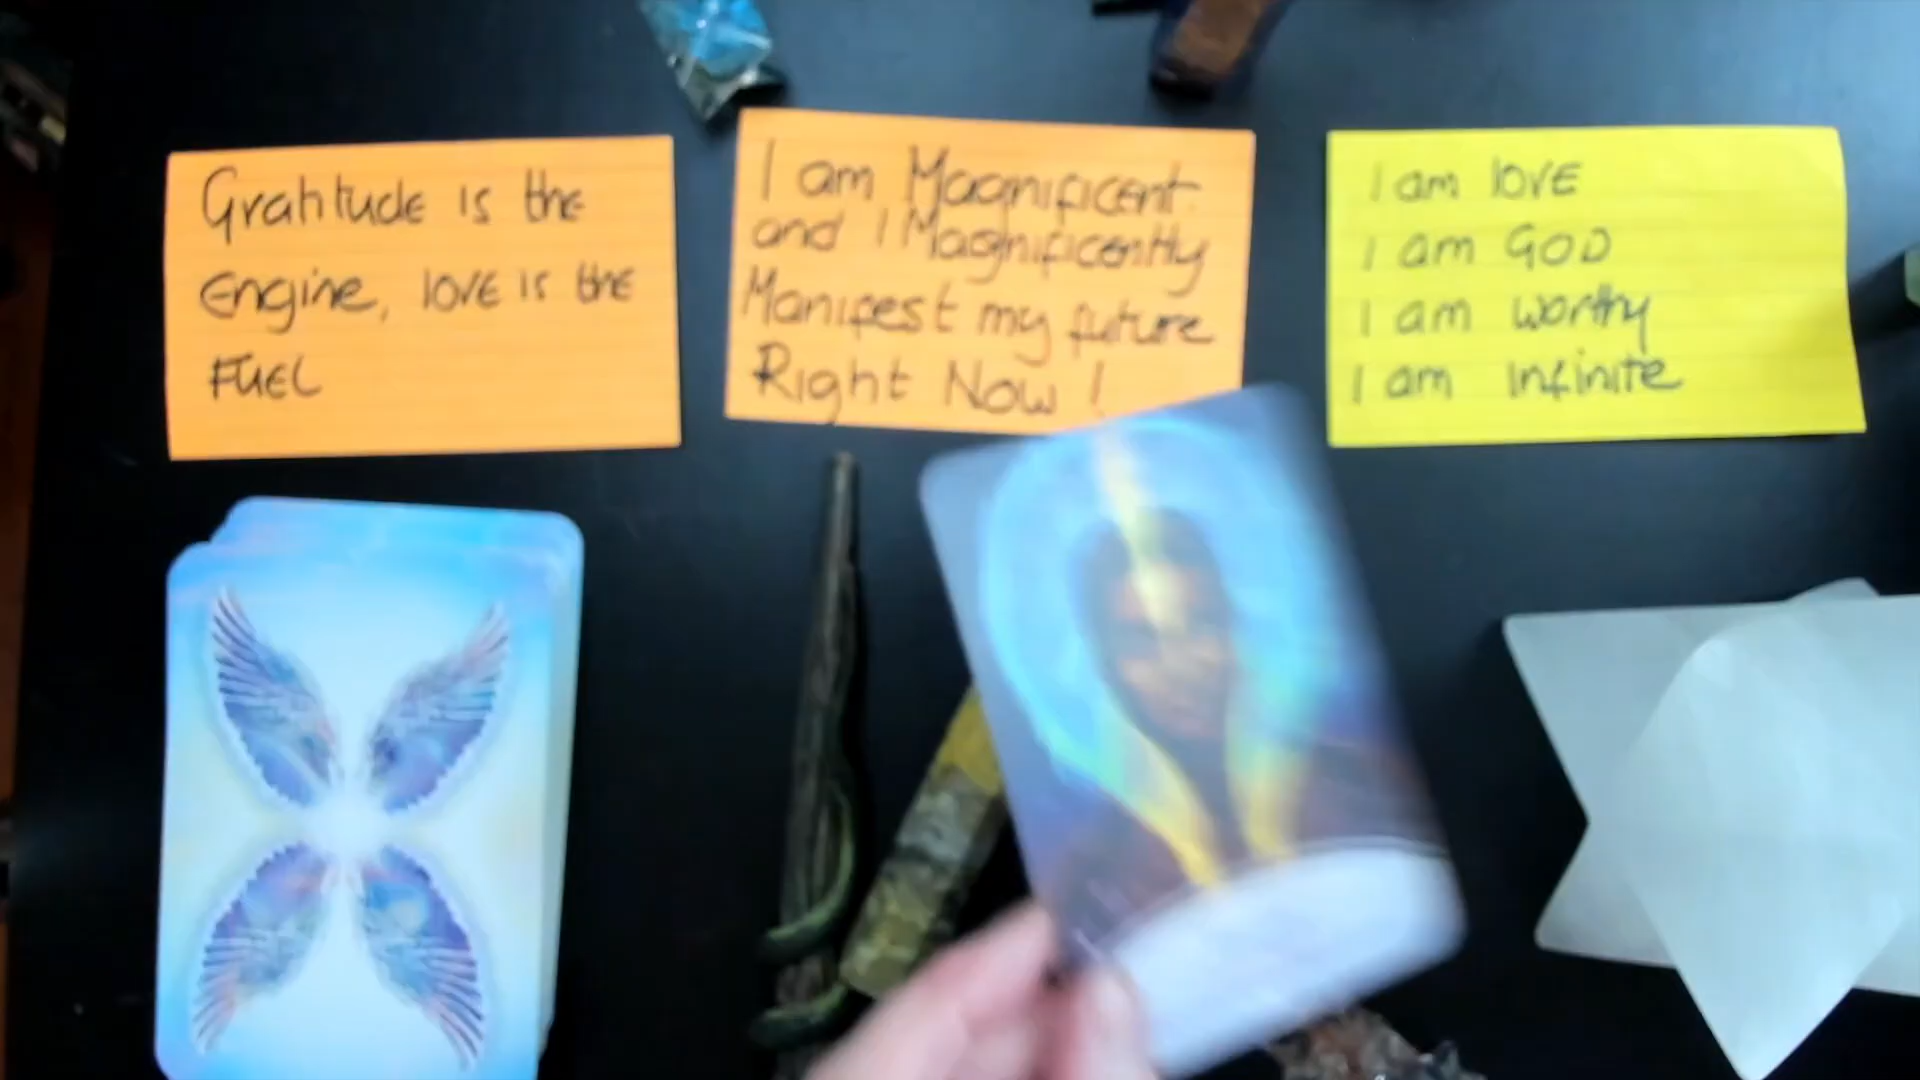 Gratitude is the
Engine, love is the
FUEL
I am Magnificent
and I Magnificently
Manifest my future
Right Now !
I am love
I am GOD
I am worthy
I am Infinite